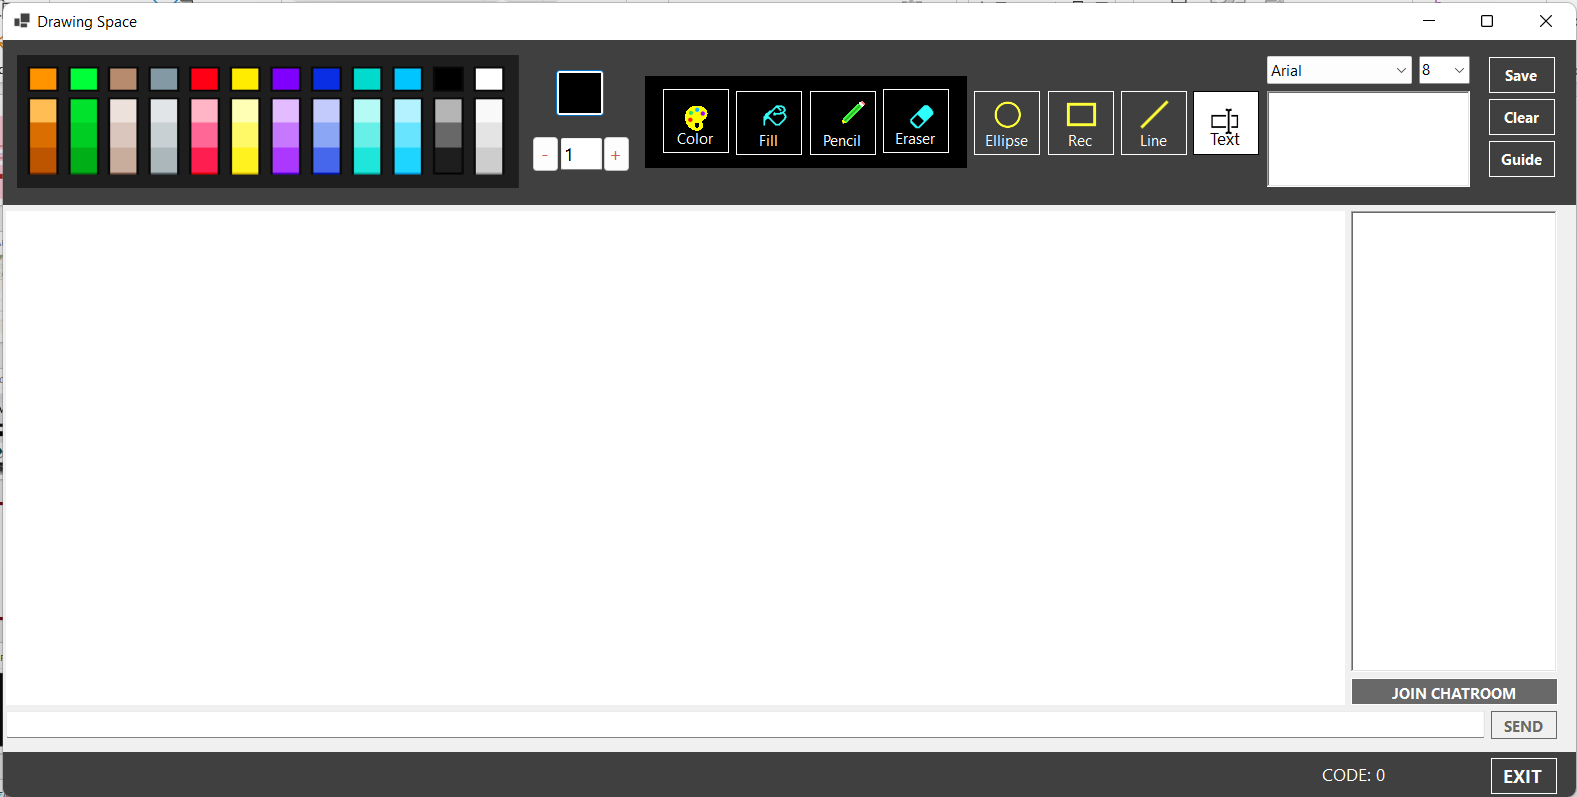 Drawing Space
Arial
8
Save
Clear
Guide
- 1 +
Color
Fill
Pencil
Eraser
Ellipse
Rec
Line
Text
JOIN CHATROOM
SEND
CODE: 0
EXIT